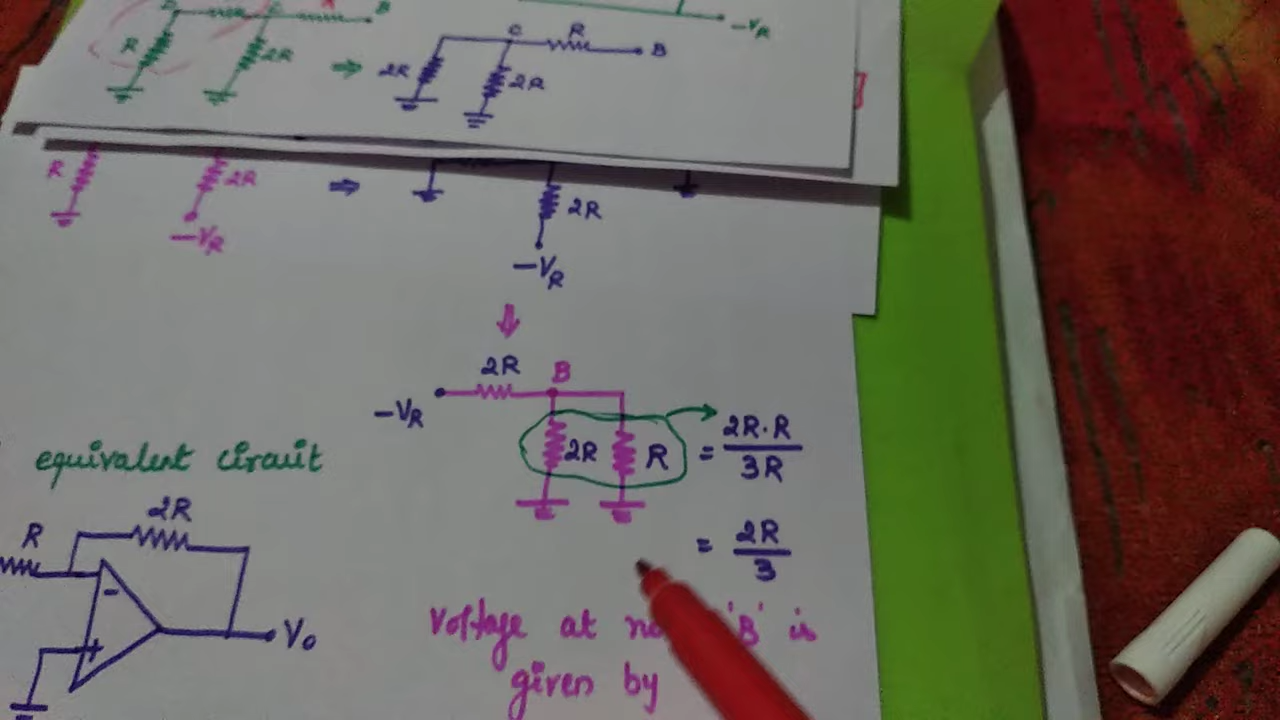 B
-VR
R
2R
2R
C
R
B
2R
R
2R
⇒
2R
-VR
-VR
2R
B
-VR
2R
R
= 2R·R / 3R
= 2R / 3
equivalent circuit
R
2R
-
+
Vo
Voltage at 'B' is
given by